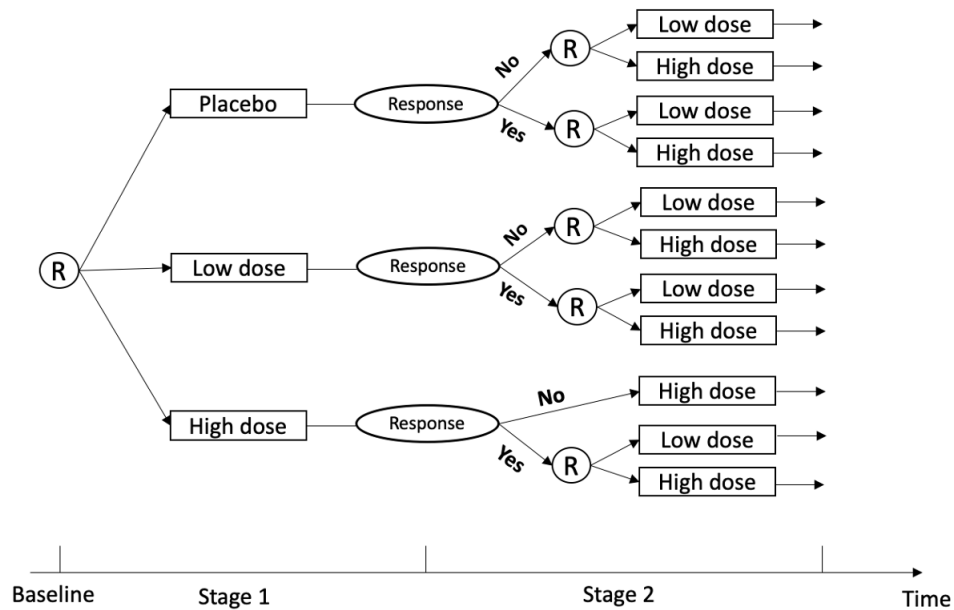 R
Placebo
Response
No
R
Low dose
High dose
Yes
R
Low dose
High dose
Low dose
Response
No
R
Low dose
High dose
Yes
R
Low dose
High dose
High dose
Response
No
High dose
Yes
R
Low dose
High dose
Baseline
Stage 1
Stage 2
Time